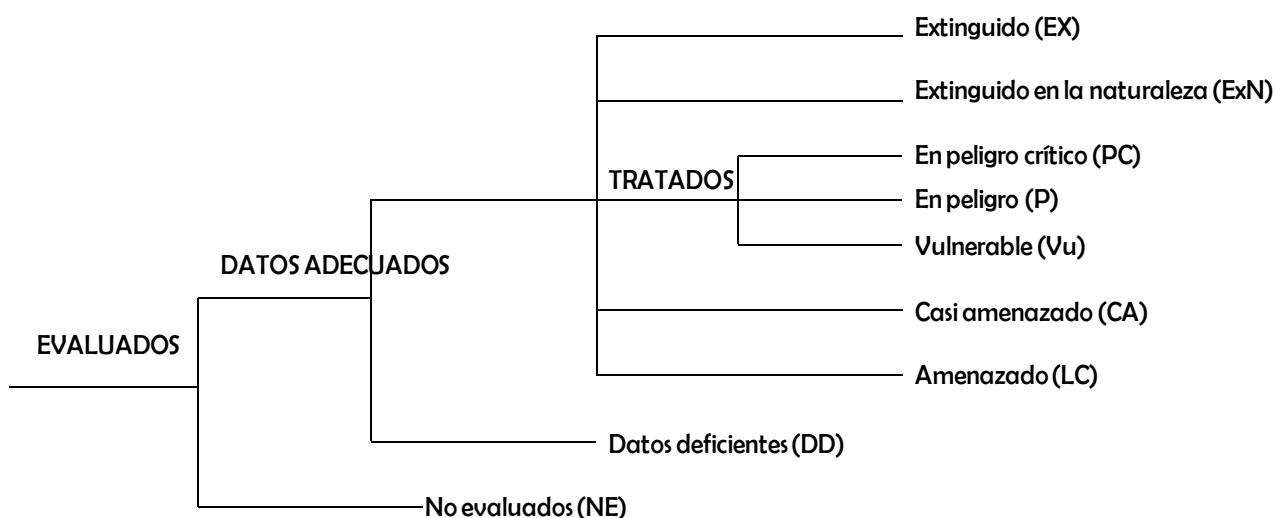 Extinguido (EX)
Extinguido en la naturaleza (ExN)
En peligro crítico (PC)
TRATADOS
En peligro (P)
Vulnerable (Vu)
DATOS ADECUADOS
Casi amenazado (CA)
EVALUADOS
Amenazado (LC)
Datos deficientes (DD)
No evaluados (NE)